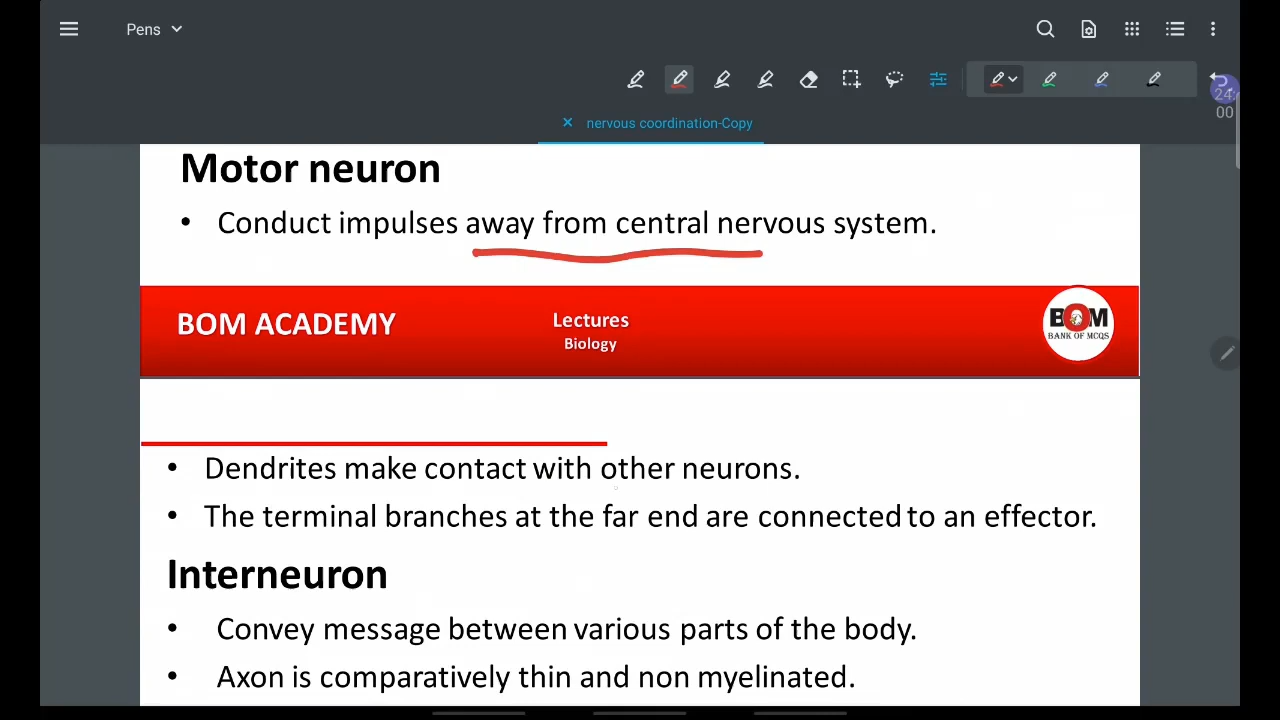 Pens
24:
00
nervous coordination-Copy
Motor neuron
• Conduct impulses away from central nervous system.
BOM ACADEMY
Lectures
Biology
BOM
BANK OF MCQS
• Dendrites make contact with other neurons.
• The terminal branches at the far end are connected to an effector.
Interneuron
• Convey message between various parts of the body.
• Axon is comparatively thin and non myelinated.